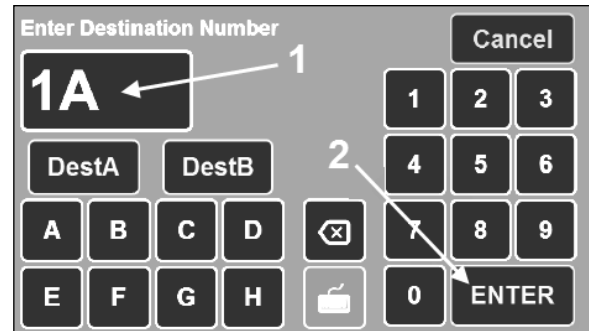 Enter Destination Number
Cancel
1
1A
1 2 3
DestA DestB
2
4 5 6
A B C D
7 8 9
E F G H
0 ENTER